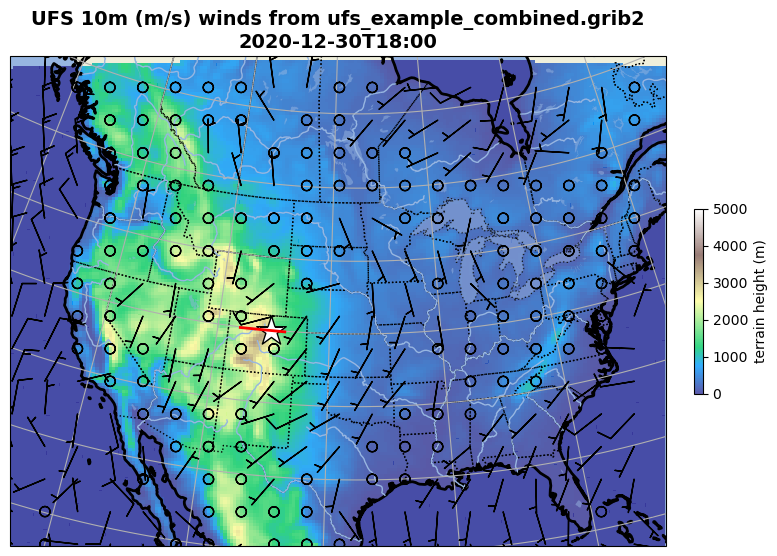 UFS 10m (m/s) winds from ufs_example_combined.grib2
2020-12-30T18:00
5000
4000
3000
2000
1000
0
terrain height (m)